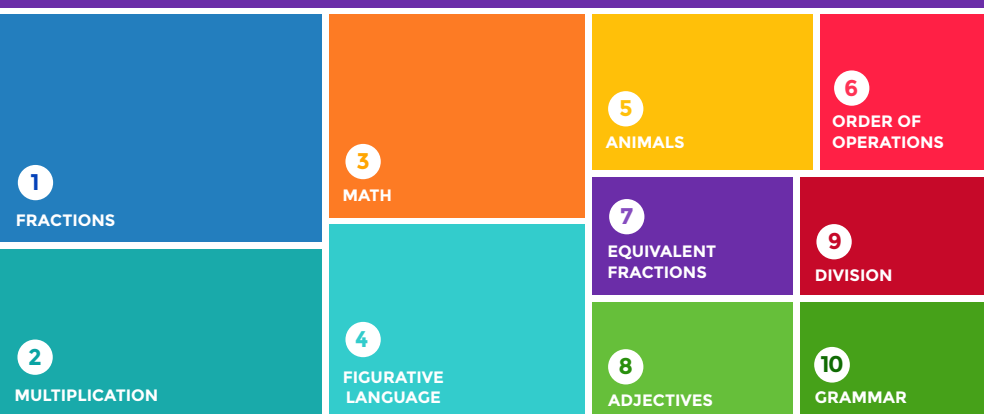 1
FRACTIONS
2
MULTIPLICATION
3
MATH
4
FIGURATIVE
LANGUAGE
5
ANIMALS
6
ORDER OF
OPERATIONS
7
EQUIVALENT
FRACTIONS
8
ADJECTIVES
9
DIVISION
10
GRAMMAR